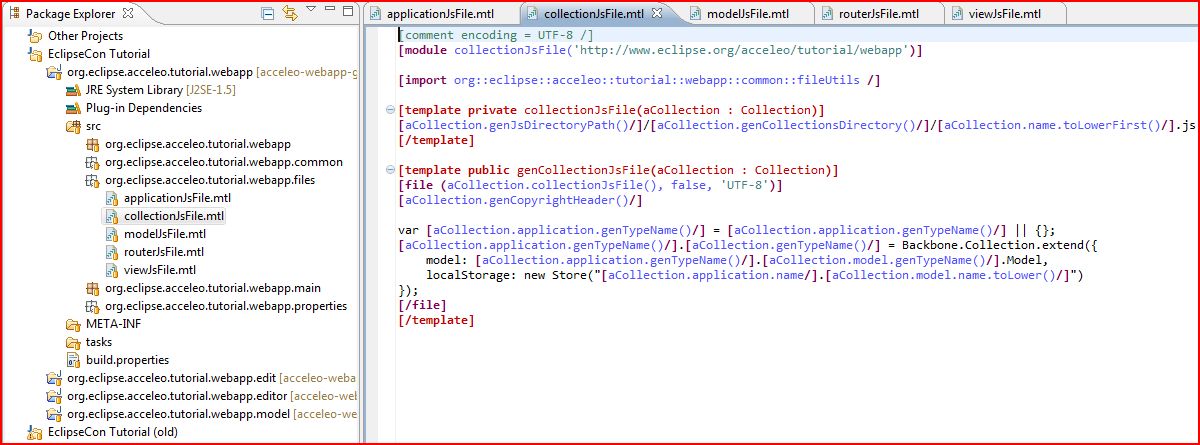 Package Explorer
Other Projects
EclipseCon Tutorial
org.eclipse.acceleo.tutorial.webapp [acceleo-webapp-g
JRE System Library [J2SE-1.5]
Plug-in Dependencies
src
org.eclipse.acceleo.tutorial.webapp
org.eclipse.acceleo.tutorial.webapp.common
org.eclipse.acceleo.tutorial.webapp.files
applicationJsFile.mtl
collectionJsFile.mtl
modelJsFile.mtl
routerJsFile.mtl
viewJsFile.mtl
org.eclipse.acceleo.tutorial.webapp.main
org.eclipse.acceleo.tutorial.webapp.properties
META-INF
tasks
build.properties
org.eclipse.acceleo.tutorial.webapp.edit [acceleo-weba
org.eclipse.acceleo.tutorial.webapp.editor [acceleo-we
org.eclipse.acceleo.tutorial.webapp.model [acceleo-we
EclipseCon Tutorial (old)
applicationJsFile.mtl collectionJsFile.mtl modelJsFile.mtl routerJsFile.mtl viewJsFile.mtl
[comment encoding = UTF-8 /]
[module collectionJsFile('http://www.eclipse.org/acceleo/tutorial/webapp')]
[import org::eclipse::acceleo::tutorial::webapp::common::fileUtils /]
[template private collectionJsFile(aCollection : Collection)]
[aCollection.genJsDirectoryPath()/]/[aCollection.genCollectionsDirectory()/]/[aCollection.name.toLowerFirst()/].js
[/template]
[template public genCollectionJsFile(aCollection : Collection)]
[file (aCollection.collectionJsFile(), false, 'UTF-8')]
[aCollection.genCopyrightHeader()/]
var [aCollection.application.genTypeName()/] = [aCollection.application.genTypeName()/] || {};
[aCollection.application.genTypeName()/].[aCollection.genTypeName()/] = Backbone.Collection.extend({
model: [aCollection.application.genTypeName()/].[aCollection.model.genTypeName()/].Model,
localStorage: new Store("[aCollection.application.name/].[aCollection.model.name.toLower()/]")
});
[/file]
[/template]